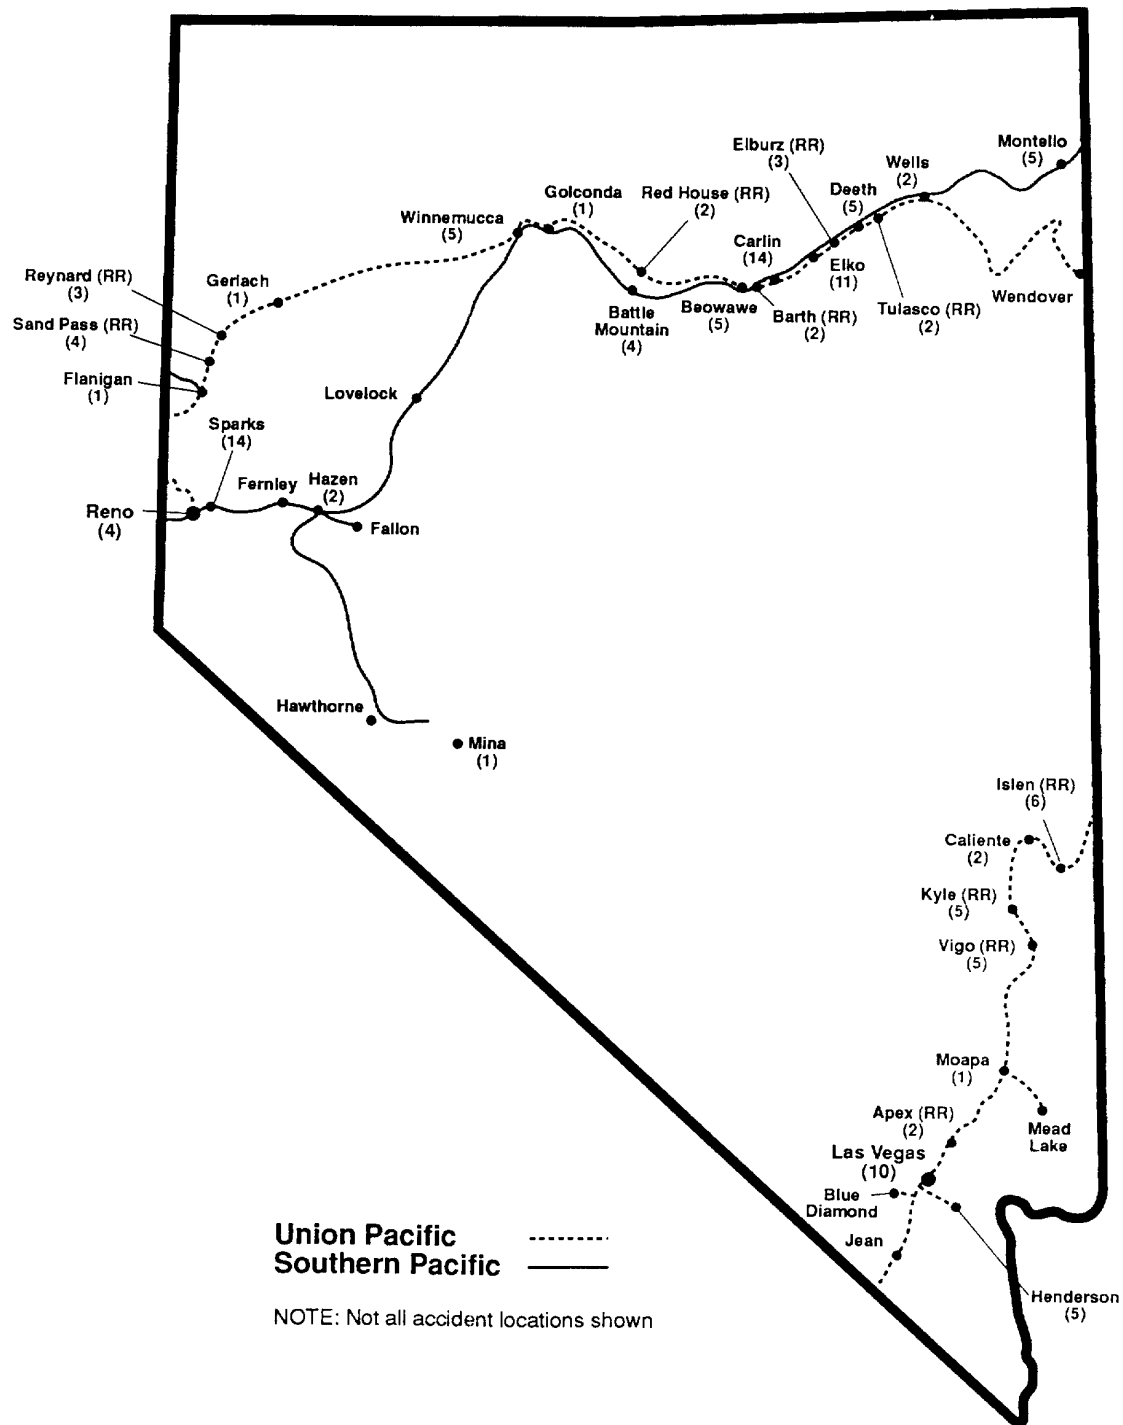 Elburz (RR)
(3)
Wells
(2)
Montello
(5)
Deeth
(5)
Golconda
(1)
Red House (RR)
(2)
Winnemucca
(5)
Carlin
(14)
Elko
(11)
Reynard (RR)
(3)
Gerlach
(1)
Wendover
Tulasco (RR)
(2)
Beowawe
(5)
Barth (RR)
(2)
Battle
Mountain
(4)
Sand Pass (RR)
(4)
Flanigan
(1)
Lovelock
Sparks
(14)
Fernley
Hazen
(2)
Reno
(4)
Fallon
Hawthorne
Mina
(1)
Islen (RR)
(6)
Caliente
(2)
Kyle (RR)
(5)
Vigo (RR)
(5)
Moapa
(1)
Apex (RR)
(2)
Mead
Lake
Las Vegas
(10)
Blue
Diamond
Jean
Henderson
(5)
Union Pacific
Southern Pacific
NOTE: Not all accident locations shown